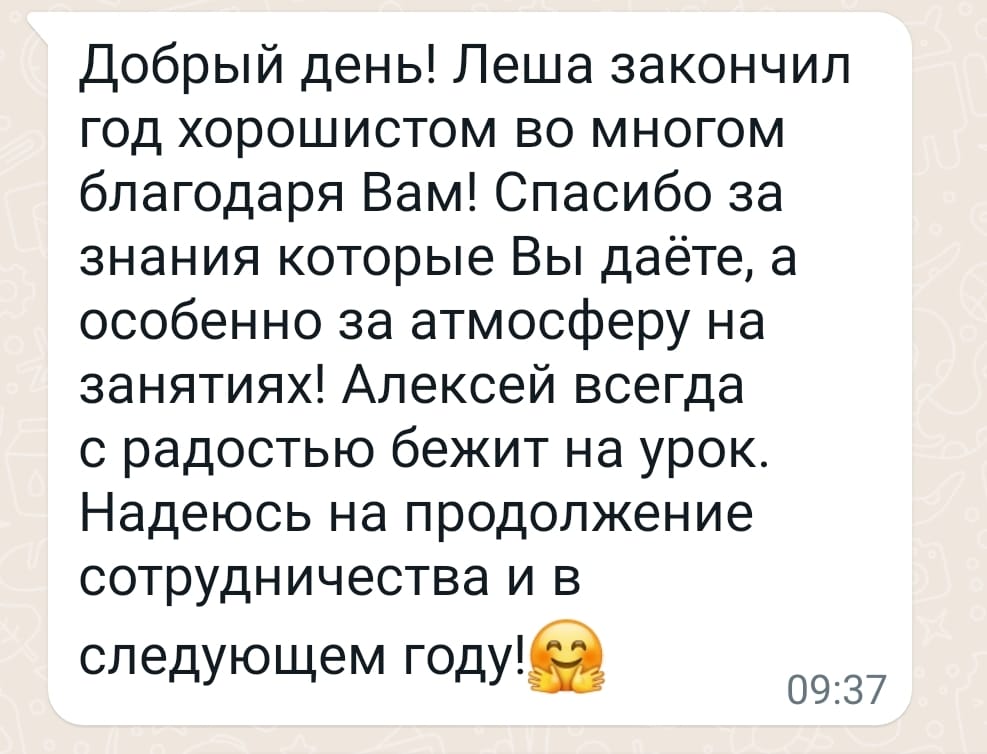 Добрый день! Леша закончил
год хорошистом во многом
благодаря Вам! Спасибо за
знания которые Вы даёте, а
особенно за атмосферу на
занятиях! Алексей всегда
с радостью бежит на урок.
Надеюсь на продолжение
сотрудничества и в
следующем году!🤗
09:37